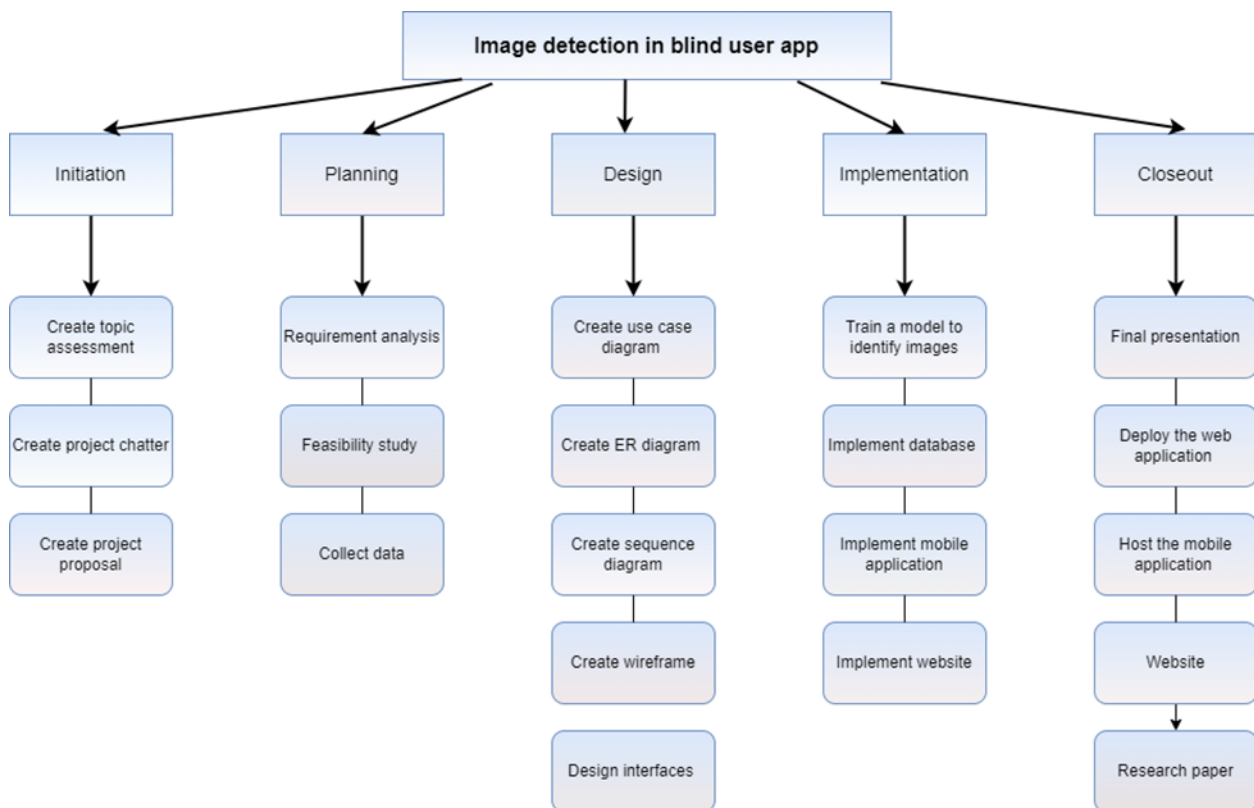 Image detection in blind user app
Initiation
Planning
Design
Implementation
Closeout
Create topic
assessment
Requirement analysis
Create use case
diagram
Train a model to
identify images
Final presentation
Create project chatter
Feasibility study
Create ER diagram
Implement database
Deploy the web
application
Create project
proposal
Collect data
Create sequence
diagram
Implement mobile
application
Host the mobile
application
Create wireframe
Implement website
Website
Design interfaces
Research paper